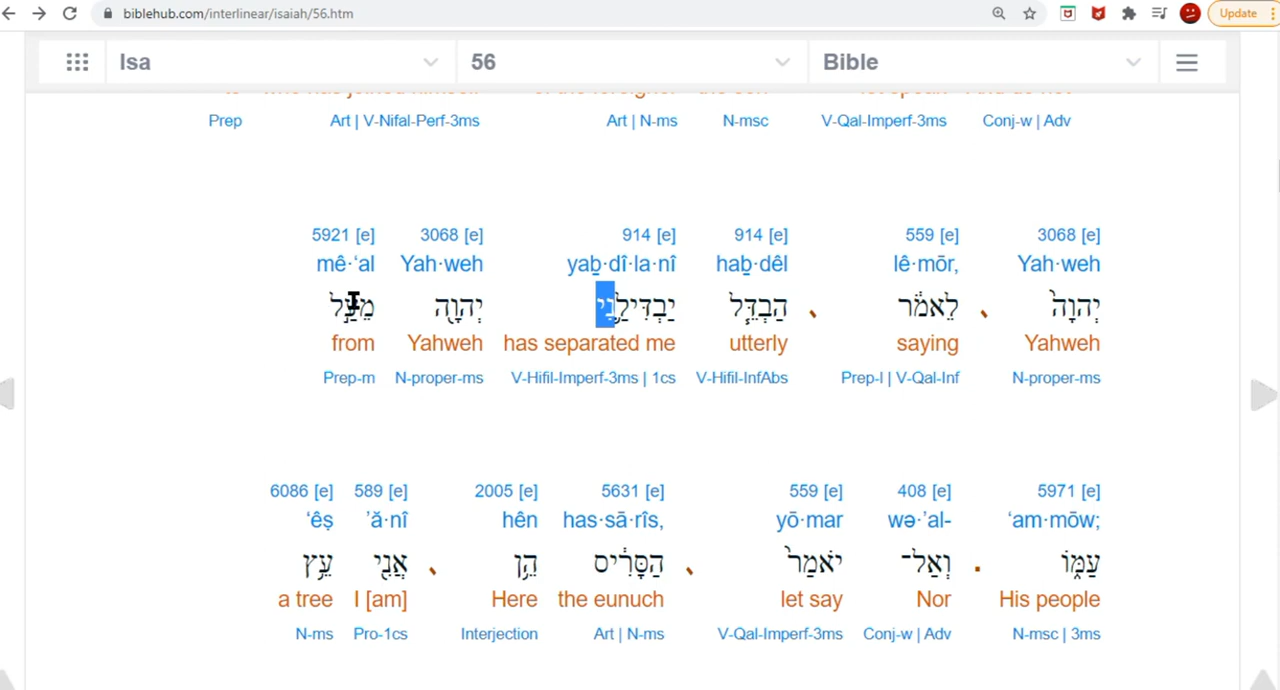 biblehub.com/interlinear/isaiah/56.htm Update
Isa 56 Bible
Prep Art | V-Nifal-Perf-3ms Art | N-ms N-msc V-Qal-Imperf-3ms Conj-w | Adv
5921 [e] 3068 [e] 914 [e] 914 [e] 559 [e] 3068 [e]
mê·‘al Yah·weh yaḇ·dî·la·nî haḇ·dêl lê·mōr, Yah·weh
יְהוָה֙ 、 לֵאמֹ֔ר 、 הַבְדֵּ֧ל יַבְדִּילַ֛נִי יְהוָ֖ה מֵעַ֣ל
from Yahweh has separated me utterly saying Yahweh
Prep-m N-proper-ms V-Hifil-Imperf-3ms | 1cs V-Hifil-InfAbs Prep-l | V-Qal-Inf N-proper-ms
6086 [e] 589 [e] 2005 [e] 5631 [e] 559 [e] 408 [e] 5971 [e]
‘êṣ ’ă·nî hên has·sā·rîs, yō·mar wə·’al- ‘am·mōw;
עַמּ֑וֹ . וְאַל־ יֹאמַר֙ 、 הַסָּרִ֔יס הֵ֥ן 、 אֲנִ֖י עֵ֥ץ
a tree I [am] Here the eunuch let say Nor His people
N-ms Pro-1cs Interjection Art | N-ms V-Qal-Imperf-3ms Conj-w | Adv N-msc | 3ms